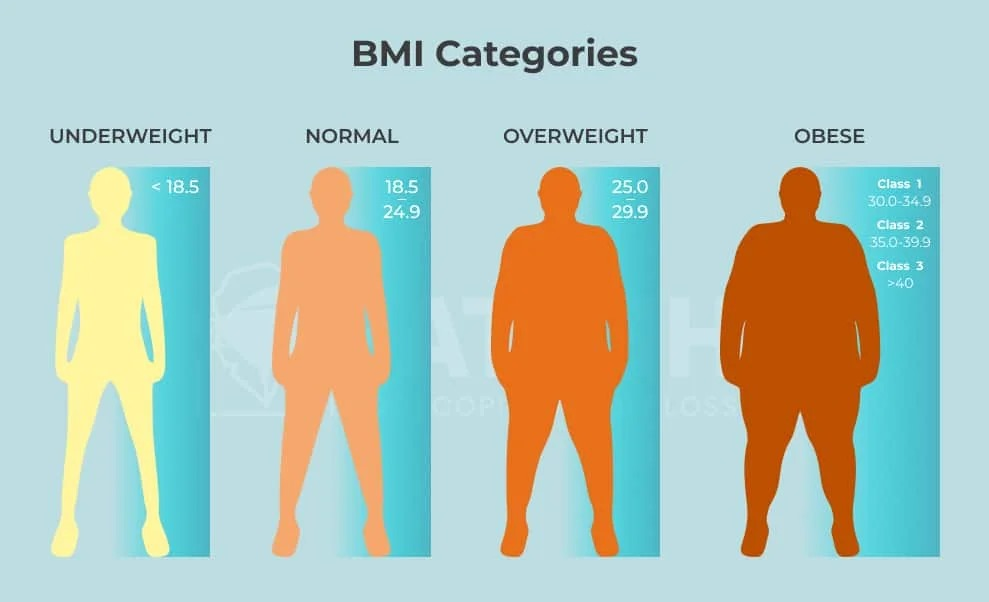 BMI Categories
UNDERWEIGHT
< 18.5
NORMAL
18.5
–
24.9
OVERWEIGHT
25.0
–
29.9
OBESE
Class 1
30.0-34.9
Class 2
35.0-39.9
Class 3
>40